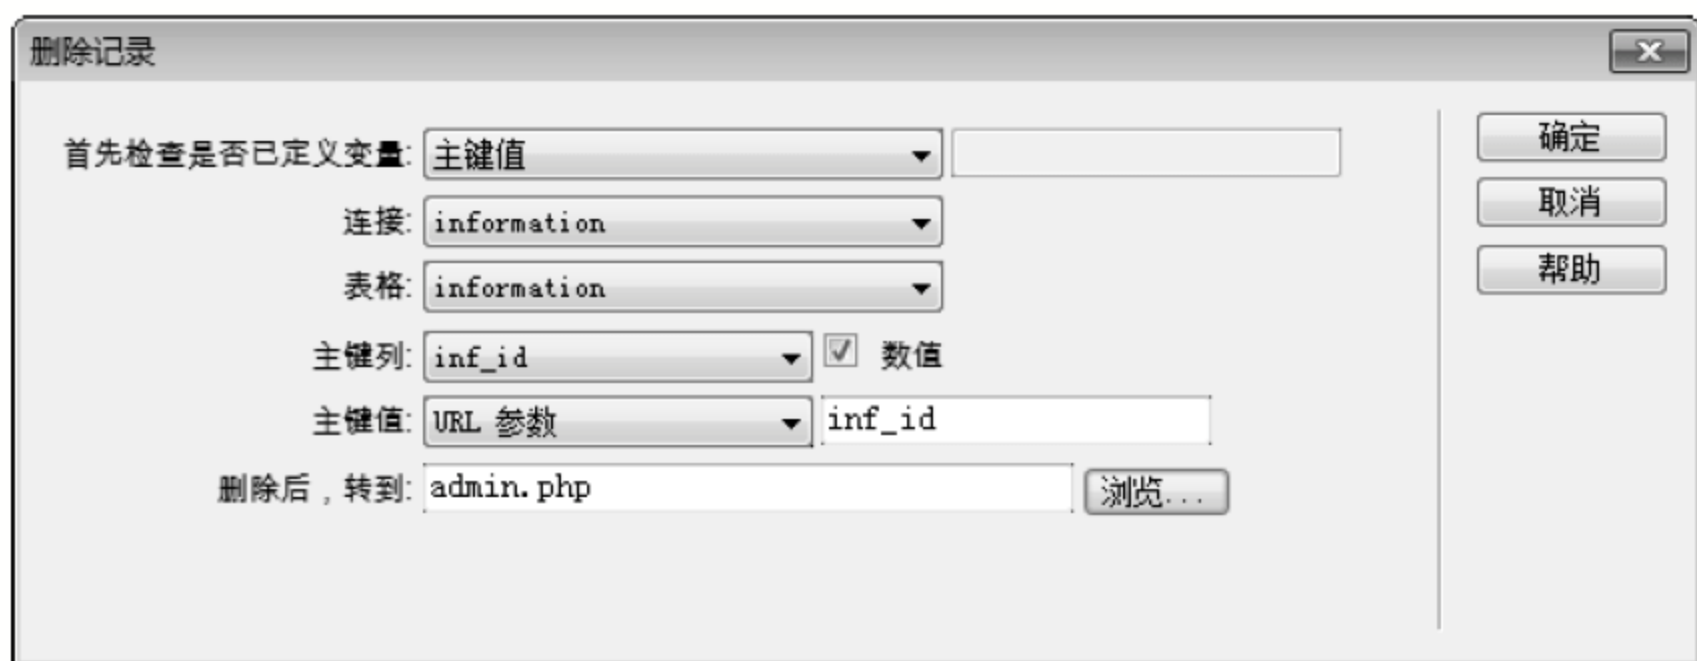 删除记录
首先检查是否已定义变量: 主键值
确定
连接: information
取消
表格: information
帮助
主键列: inf_id 数值
主键值: URL 参数 inf_id
删除后，转到: admin.php 浏览...